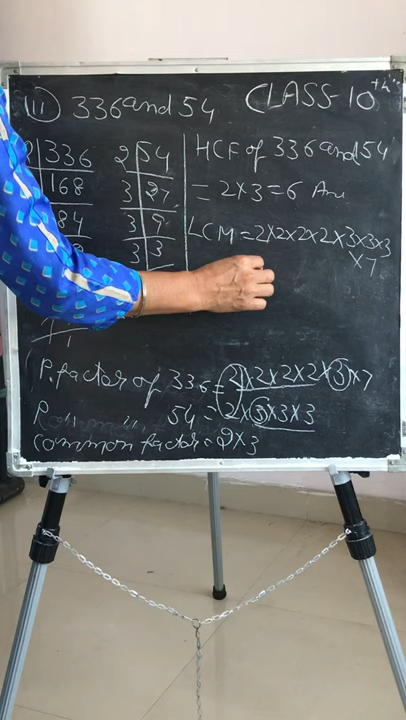 (iii) 336 and 54
CLASS-10th
2 | 336
168
84
2 | 54
3 | 27
3 | 9
3 | 3
HCF of 336 and 54
= 2×3=6 Ans
LCM = 2×2×2×2×3×3×3
×7
P. factor of 336 = 2×2×2×2×3×7
54 = 2×3×3×3
common factor = 2×3